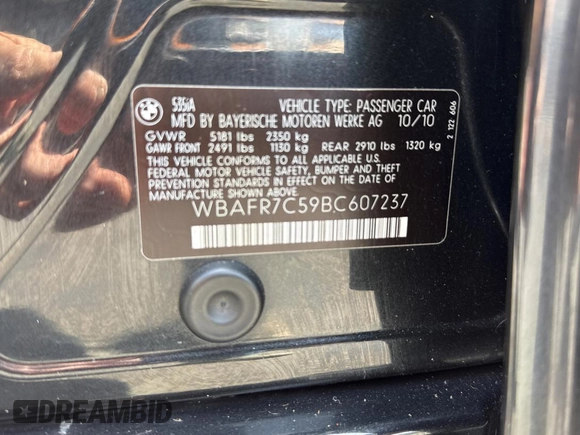 535iA VEHICLE TYPE: PASSENGER CAR
MFD BY BAYERISCHE MOTOREN WERKE AG 10/10
GVWR 5181 lbs 2350 kg
GAWR FRONT 2491 lbs 1130 kg REAR 2910 lbs 1320 kg
THIS VEHICLE CONFORMS TO ALL APPLICABLE U.S.
FEDERAL MOTOR VEHICLE SAFETY, BUMPER AND THEFT
PREVENTION STANDARDS IN EFFECT ON THE DATE OF
MANUFACTURE SHOWN ABOVE.
WBAFR7C59BC607237
2 122 606
DREAMBID